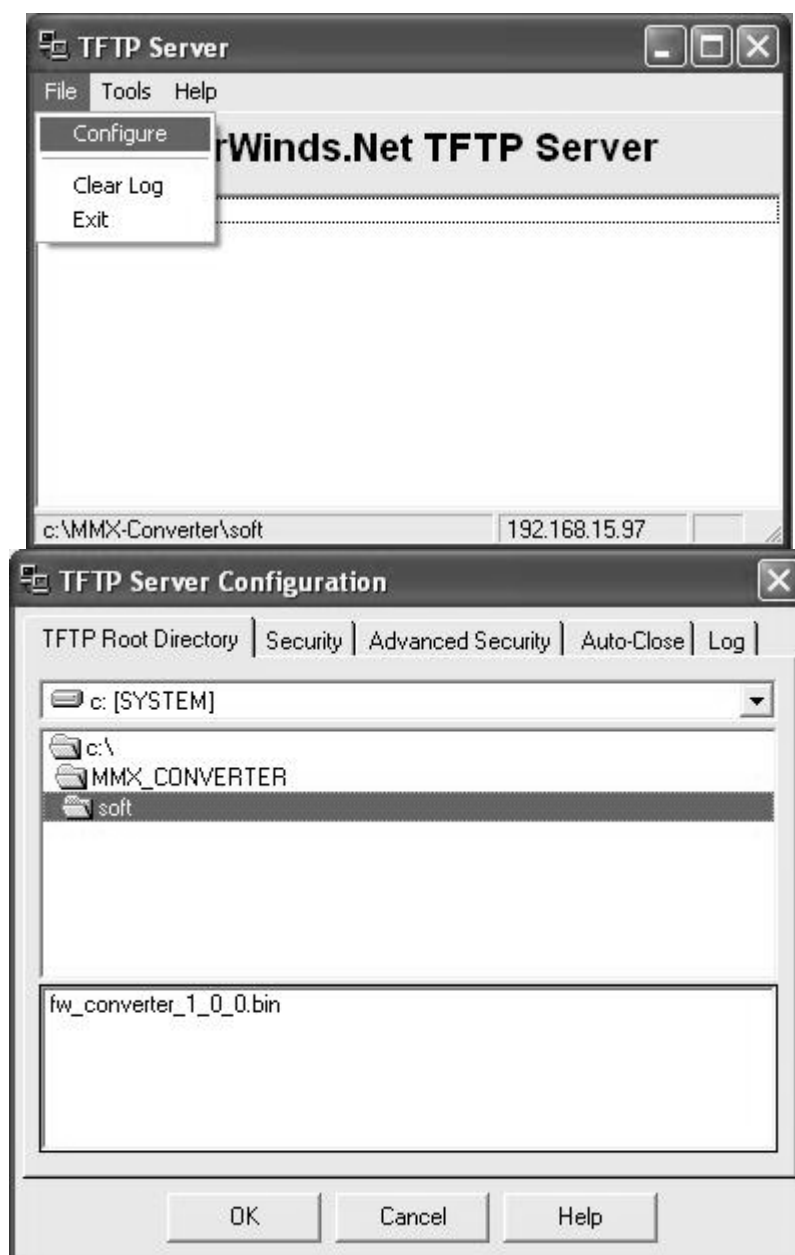 TFTP Server
File Tools Help
Configure
rWinds.Net TFTP Server
Clear Log
Exit
c:\MMX-Converter\soft 192.168.15.97
TFTP Server Configuration
TFTP Root Directory Security Advanced Security Auto-Close Log
c: [SYSTEM]
c:\
MMX_CONVERTER
soft
fw_converter_1_0_0.bin
OK Cancel Help